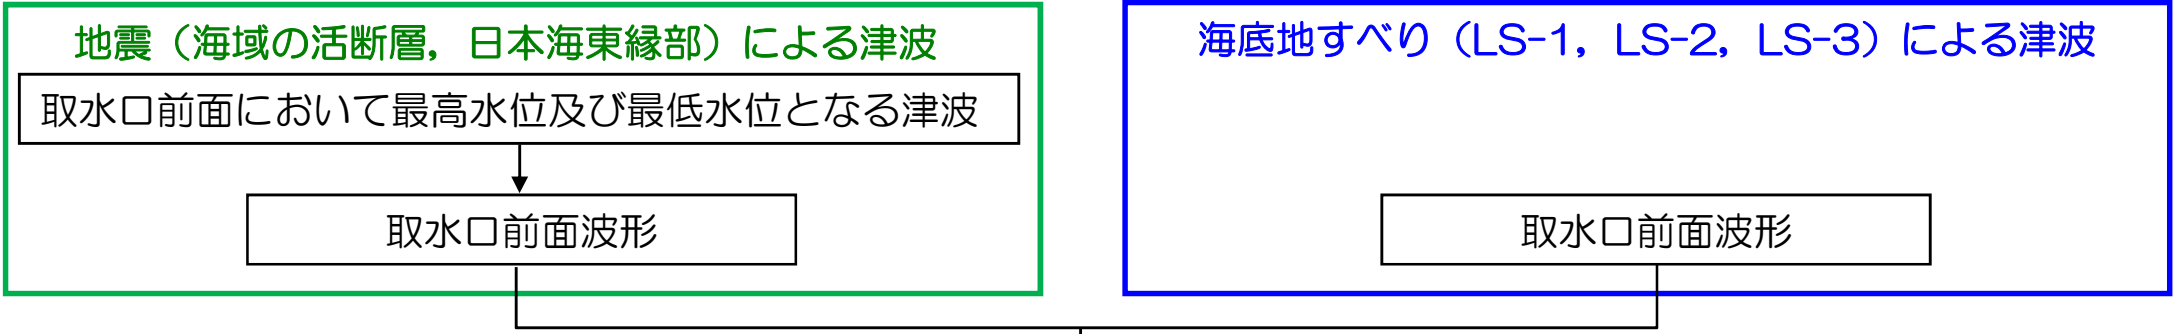 地震（海域の活断層，日本海東縁部）による津波
取水口前面において最高水位及び最低水位となる津波
取水口前面波形
海底地すべり（LS-1，LS-2，LS-3）による津波
取水口前面波形